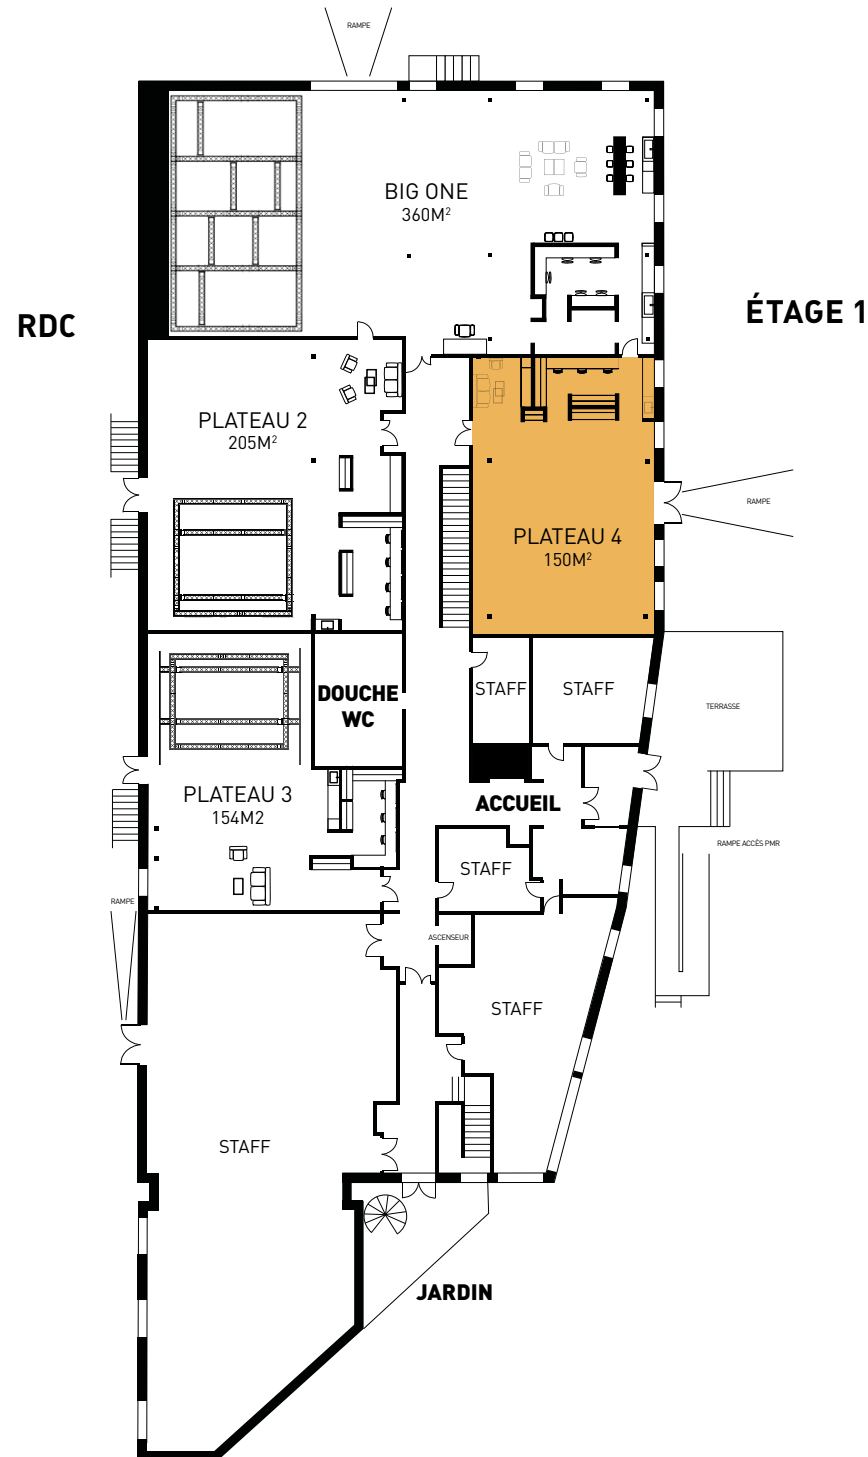 RAMPE
BIG ONE
360M²
RDC
ÉTAGE 1
PLATEAU 2
205M²
RAMPE
PLATEAU 4
150M²
STAFF
STAFF
DOUCHE
WC
TERRASSE
PLATEAU 3
154M2
ACCUEIL
RAMPE ACCÈS PMR
STAFF
RAMPE
ASCENSEUR
STAFF
STAFF
JARDIN